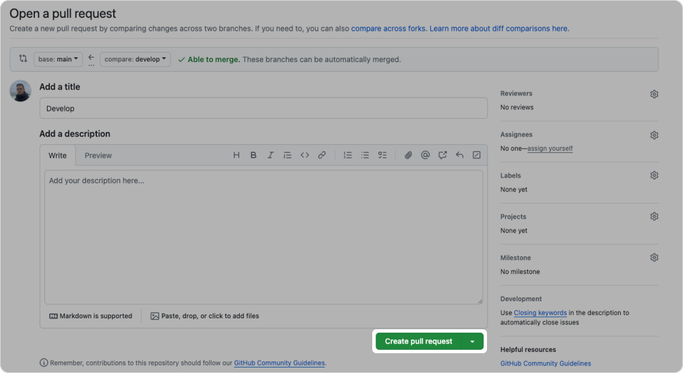 Open a pull request
Create a new pull request by comparing changes across two branches. If you need to, you can also compare across forks. Learn more about diff comparisons here.
base: main
...
compare: develop
Able to merge. These branches can be automatically merged.
Add a title
Develop
Add a description
Write
Preview
H B I
Add your description here...
Markdown is supported
Paste, drop, or click to add files
Create pull request
Remember, contributions to this repository should follow our GitHub Community Guidelines.
Reviewers
No reviews
Assignees
No one—assign yourself
Labels
None yet
Projects
None yet
Milestone
No milestone
Development
Use Closing keywords in the description to
automatically close issues
Helpful resources
GitHub Community Guidelines